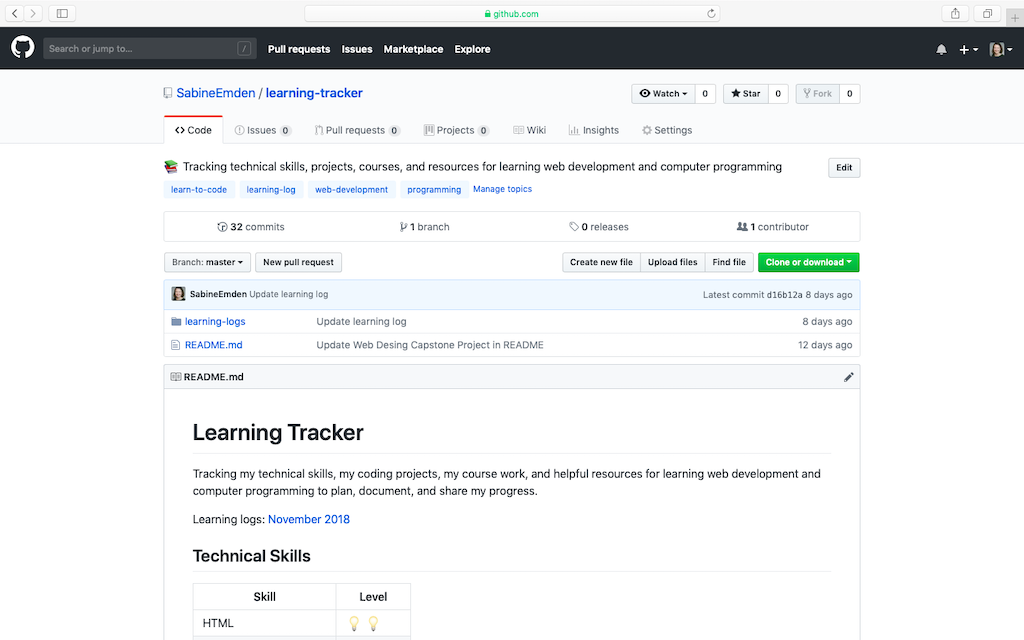 github.com
Search or jump to... /
Pull requests Issues Marketplace Explore
SabineEmden / learning-tracker
Watch 0 Star 0 Fork 0
Code Issues 0 Pull requests 0 Projects 0 Wiki Insights Settings
Tracking technical skills, projects, courses, and resources for learning web development and computer programming
Edit
learn-to-code learning-log web-development programming Manage topics
32 commits 1 branch 0 releases 1 contributor
Branch: master New pull request Create new file Upload files Find file Clone or download
SabineEmden Update learning log Latest commit d16b12a 8 days ago
learning-logs Update learning log 8 days ago
README.md Update Web Desing Capstone Project in README 12 days ago
README.md
Learning Tracker
Tracking my technical skills, my coding projects, my course work, and helpful resources for learning web development and
computer programming to plan, document, and share my progress.
Learning logs: November 2018
Technical Skills
Skill Level
HTML